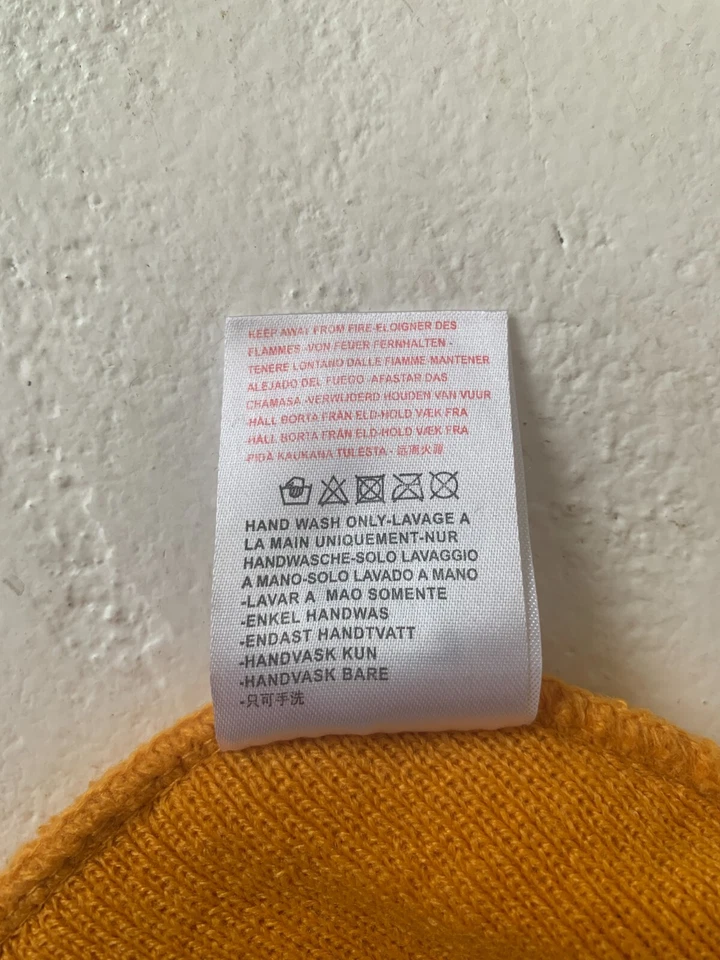 KEEP AWAY FROM FIRE-ELOIGNER DES
FLAMMES -VON FEUER FERNHALTEN -
TENERE LONTANO DALLE FIAMME-MANTENER
ALEJADO DEL FUEGO -AFASTAR DAS
CHAMASA -VERWIJDERD HOUDEN VAN VUUR
-HÅLL BORTA FRÅN ELD-HOLD VÆK FRA
-HÅLL BORTA FRÅN ELD-HOLD VÆK FRA
-PIDÄ KAUKANA TULESTA - 远离火源
HAND WASH ONLY-LAVAGE A
LA MAIN UNIQUEMENT-NUR
HANDWASCHE-SOLO LAVAGGIO
A MANO-SOLO LAVADO A MANO
-LAVAR A MAO SOMENTE
-ENKEL HANDWAS
-ENDAST HANDTVATT
-HANDVASK KUN
-HANDVASK BARE
-只可手洗